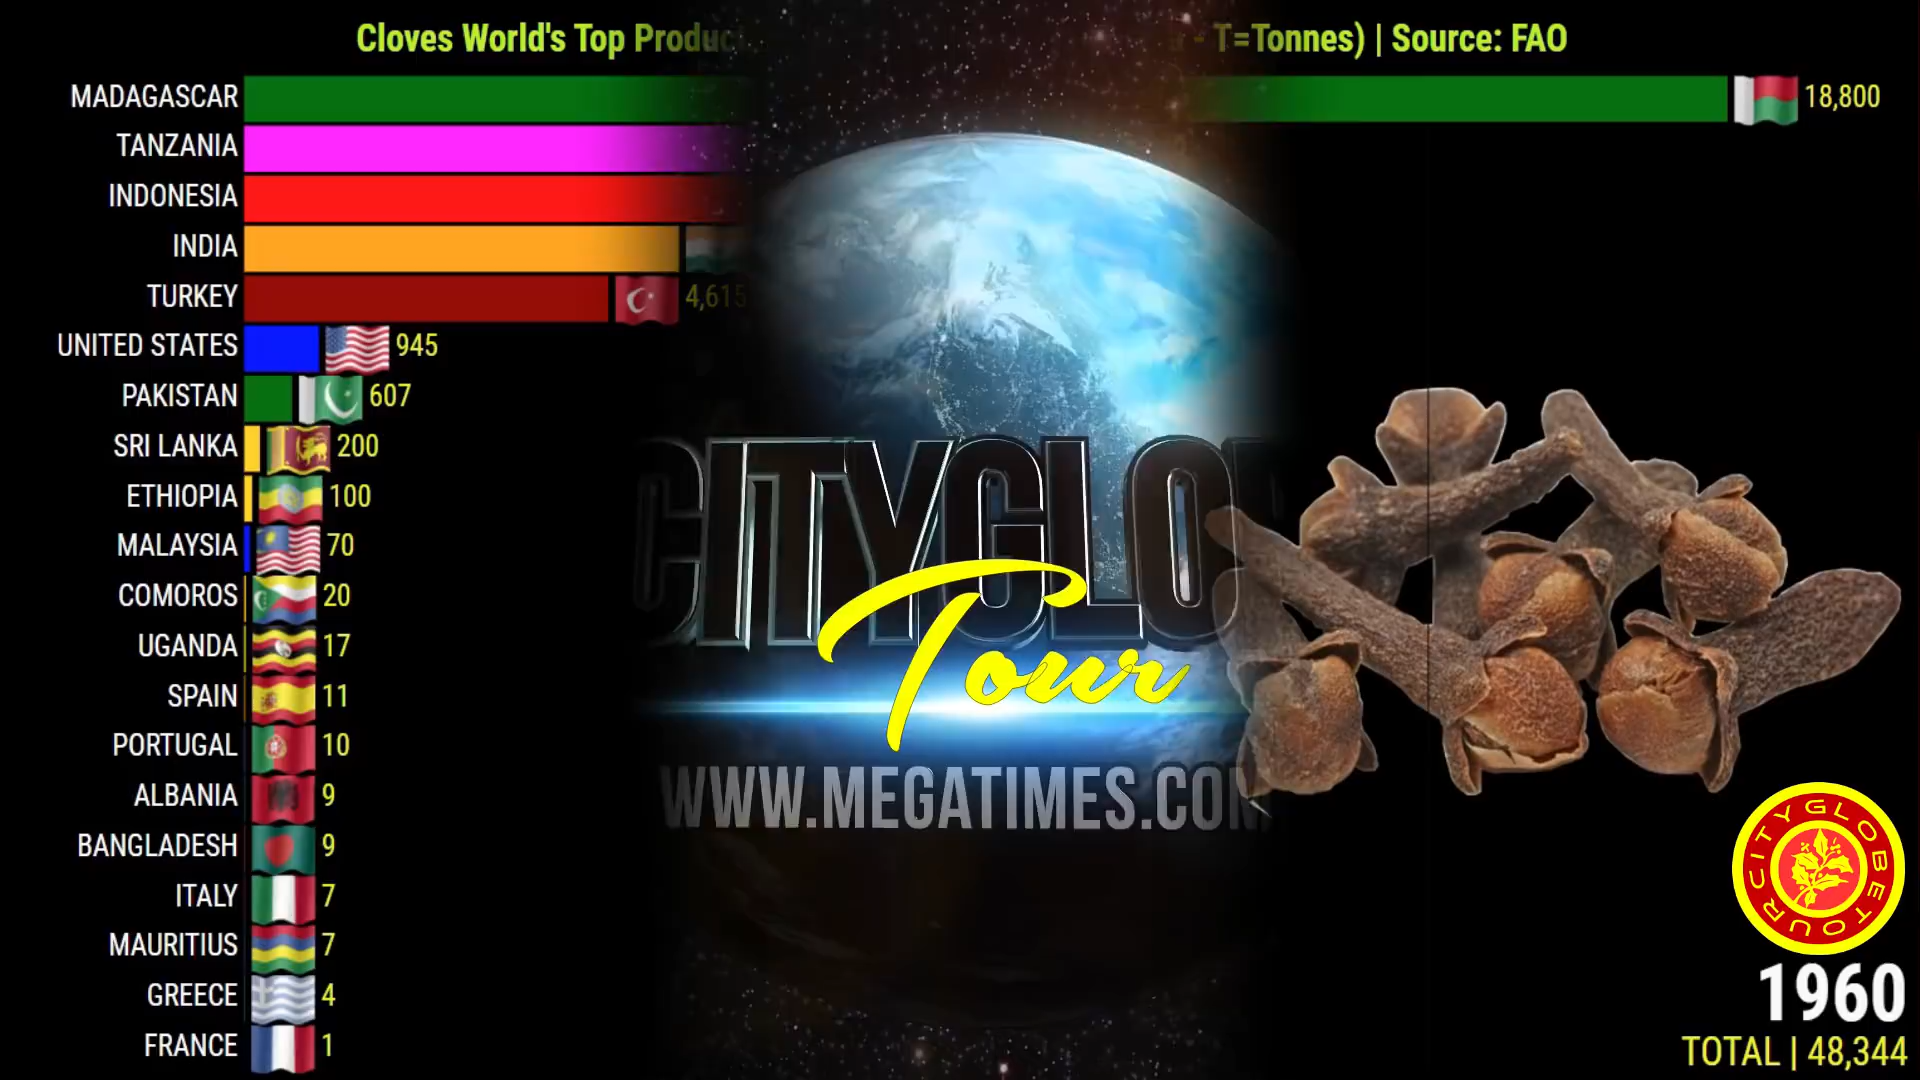 Cloves World's Top
T=Tonnes) | Source: FAO
MADAGASCAR 18,800
TANZANIA
INDONESIA
INDIA
TURKEY 4,615
UNITED STATES 945
PAKISTAN 607
SRI LANKA 200
ETHIOPIA 100
MALAYSIA 70
COMOROS 20
UGANDA 17
SPAIN 11
PORTUGAL 10
ALBANIA 9
BANGLADESH 9
ITALY 7
MAURITIUS 7
GREECE 4
FRANCE 1
CITYGLO
Tour
WWW.MEGATIMES.COM
CITYGLOBETOUR
1960
TOTAL | 48,344